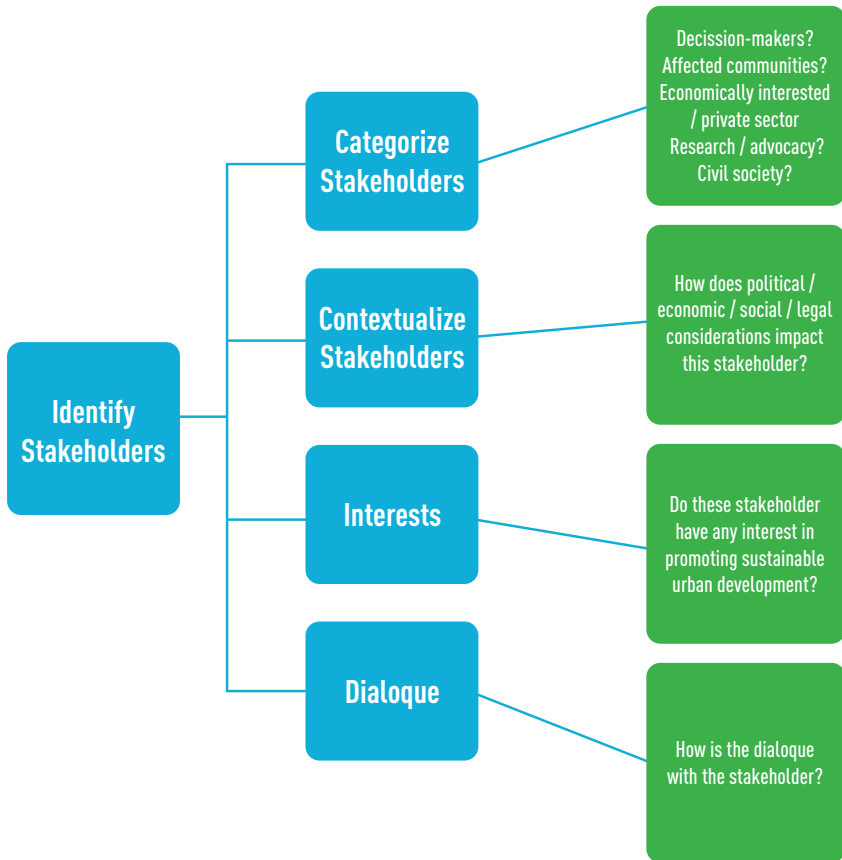 Identify
Stakeholders
Categorize
Stakeholders
Decission-makers?
Affected communities?
Economically interested
/ private sector
Research / advocacy?
Civil society?
Contextualize
Stakeholders
How does political /
economic / social / legal
considerations impact
this stakeholder?
Interests
Do these stakeholder
have any interest in
promoting sustainable
urban development?
Dialoque
How is the dialoque
with the stakeholder?